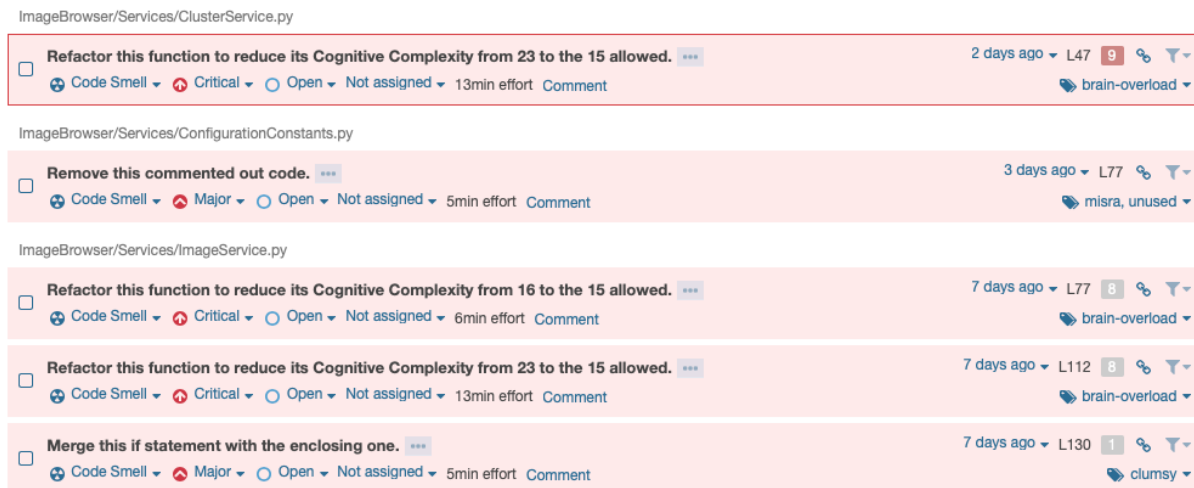 ImageBrowser/Services/ClusterService.py
Refactor this function to reduce its Cognitive Complexity from 23 to the 15 allowed. ••• 2 days ago L47 9
Code Smell Critical Open Not assigned 13min effort Comment brain-overload
ImageBrowser/Services/ConfigurationConstants.py
Remove this commented out code. ••• 3 days ago L77
Code Smell Major Open Not assigned 5min effort Comment misra, unused
ImageBrowser/Services/ImageService.py
Refactor this function to reduce its Cognitive Complexity from 16 to the 15 allowed. ••• 7 days ago L77 8
Code Smell Critical Open Not assigned 6min effort Comment brain-overload
Refactor this function to reduce its Cognitive Complexity from 23 to the 15 allowed. ••• 7 days ago L112 8
Code Smell Critical Open Not assigned 13min effort Comment brain-overload
Merge this if statement with the enclosing one. ••• 7 days ago L130 1
Code Smell Major Open Not assigned 5min effort Comment clumsy